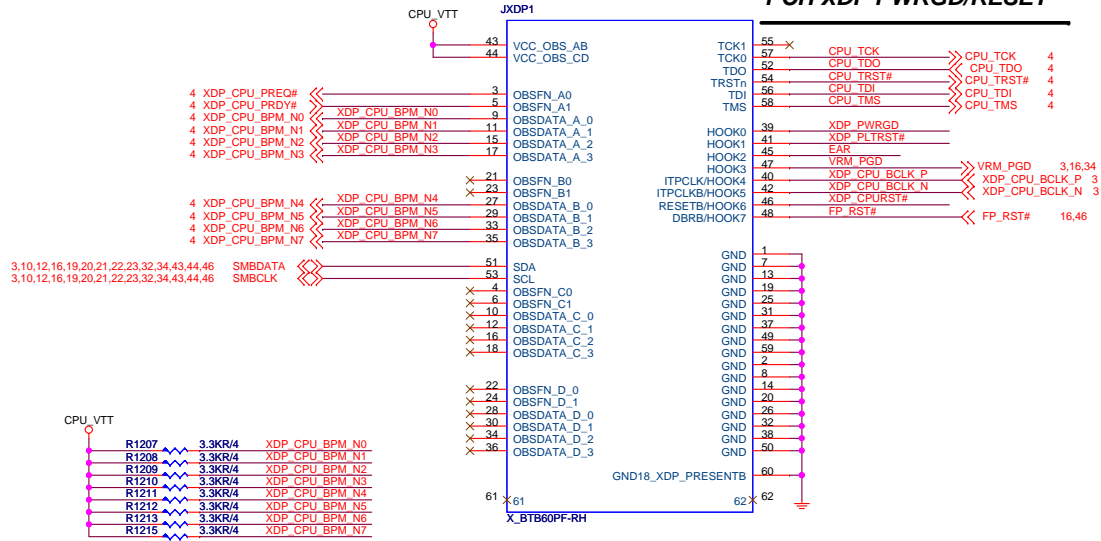 PCH XDP PWRGD/RESET
JXDP1
CPU_VTT
43 VCC_OBS_AB
44 VCC_OBS_CD
4 XDP_CPU_PREQ# 3 OBSFN_A0
4 XDP_CPU_PRDY# 5 OBSFN_A1
4 XDP_CPU_BPM_N0 XDP_CPU_BPM_N0 9 OBSDATA_A_0
4 XDP_CPU_BPM_N1 XDP_CPU_BPM_N1 11 OBSDATA_A_1
4 XDP_CPU_BPM_N2 XDP_CPU_BPM_N2 15 OBSDATA_A_2
4 XDP_CPU_BPM_N3 XDP_CPU_BPM_N3 17 OBSDATA_A_3
21 OBSFN_B0
23 OBSFN_B1
4 XDP_CPU_BPM_N4 XDP_CPU_BPM_N4 27 OBSDATA_B_0
4 XDP_CPU_BPM_N5 XDP_CPU_BPM_N5 29 OBSDATA_B_1
4 XDP_CPU_BPM_N6 XDP_CPU_BPM_N6 33 OBSDATA_B_2
4 XDP_CPU_BPM_N7 XDP_CPU_BPM_N7 35 OBSDATA_B_3
3,10,12,16,19,20,21,22,23,32,34,43,44,46 SMBDATA 51 SDA
3,10,12,16,19,20,21,22,23,32,34,43,44,46 SMBCLK 53 SCL
4 OBSFN_C0
6 OBSFN_C1
10 OBSDATA_C_0
12 OBSDATA_C_1
16 OBSDATA_C_2
18 OBSDATA_C_3
22 OBSFN_D_0
24 OBSFN_D_1
28 OBSDATA_D_0
30 OBSDATA_D_1
34 OBSDATA_D_2
36 OBSDATA_D_3
61 61
TCK1 55
TCK0 57 CPU_TCK CPU_TCK 4
TDO 52 CPU_TDO CPU_TDO 4
TRSTn 54 CPU_TRST# CPU_TRST# 4
TDI 56 CPU_TDI CPU_TDI 4
TMS 58 CPU_TMS CPU_TMS 4
HOOK0 39 XDP_PWRGD
HOOK1 41 XDP_PLTRST#
HOOK2 45 EAR
HOOK3 47 VRM_PGD VRM_PGD 3,16,34
ITPCLK/HOOK4 40 XDP_CPU_BCLK_P XDP_CPU_BCLK_P 3
ITPCLKB/HOOK5 42 XDP_CPU_BCLK_N XDP_CPU_BCLK_N 3
RESETB/HOOK6 46 XDP_CPURST#
DBRB/HOOK7 48 FP_RST# FP_RST# 16,46
GND 1
GND 7
GND 13
GND 19
GND 25
GND 31
GND 37
GND 49
GND 59
GND 2
GND 8
GND 14
GND 20
GND 26
GND 32
GND 38
GND 50
GND18_XDP_PRESENTB 60
62 62
X_BTB60PF-RH
CPU_VTT
R1207 3.3KR/4 XDP_CPU_BPM_N0
R1208 3.3KR/4 XDP_CPU_BPM_N1
R1209 3.3KR/4 XDP_CPU_BPM_N2
R1210 3.3KR/4 XDP_CPU_BPM_N3
R1211 3.3KR/4 XDP_CPU_BPM_N4
R1212 3.3KR/4 XDP_CPU_BPM_N5
R1213 3.3KR/4 XDP_CPU_BPM_N6
R1215 3.3KR/4 XDP_CPU_BPM_N7